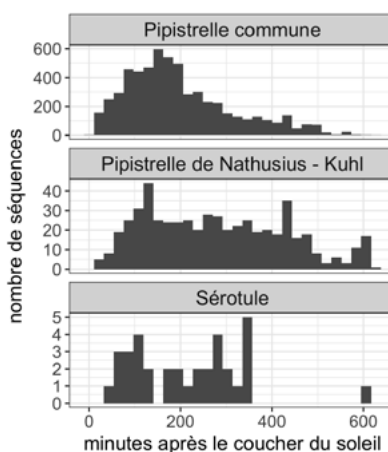 Pipistrelle commune
600
400
200
0
Pipistrelle de Nathusius - Kuhl
40
30
20
10
0
Sérotule
5
4
3
2
1
0
0 200 400 600
minutes après le coucher du soleil
nombre de séquences